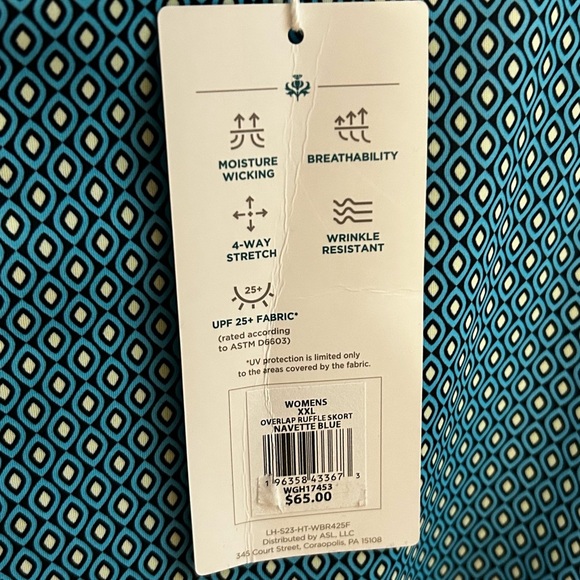 MOISTURE
WICKING
BREATHABILITY
4-WAY
STRETCH
WRINKLE
RESISTANT
25+
UPF 25+ FABRIC*
(rated according
to ASTM D6603)
*UV protection is limited only
to the areas covered by the fabric.
WOMENS
XXL
OVERLAP RUFFLE SKORT
NAVETTE BLUE
1 96358 43367 3
WGH17453
$65.00
LH-S23-HT-WBR425F
Distributed by ASL, LLC
345 Court Street, Coraopolis, PA 15108